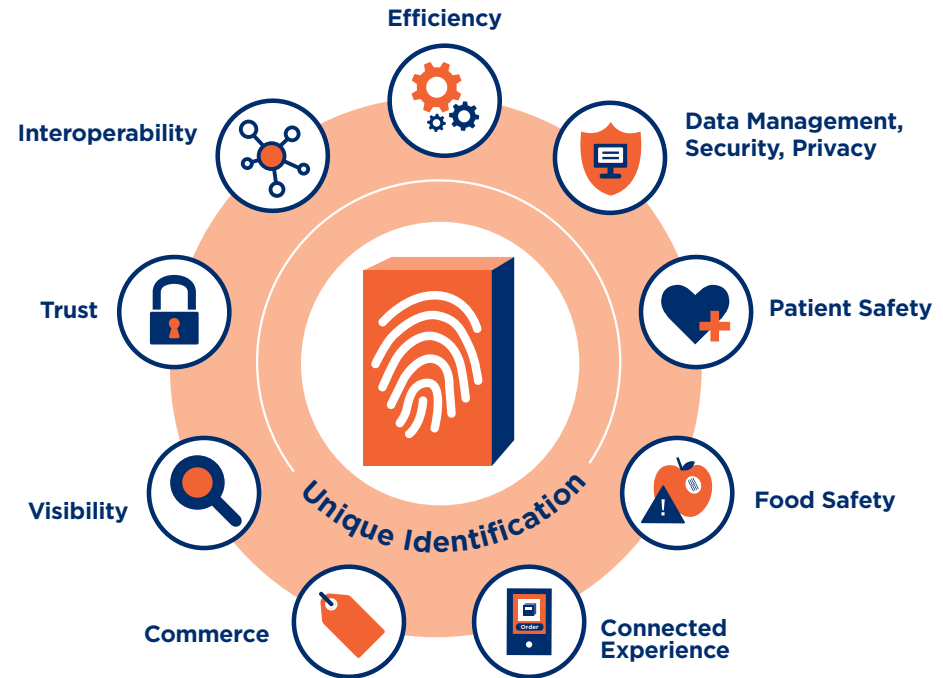 Efficiency
Interoperability
Data Management,
Security, Privacy
Trust
Patient Safety
Visibility
Food Safety
!
Unique Identification
Order
Commerce
Connected
Experience